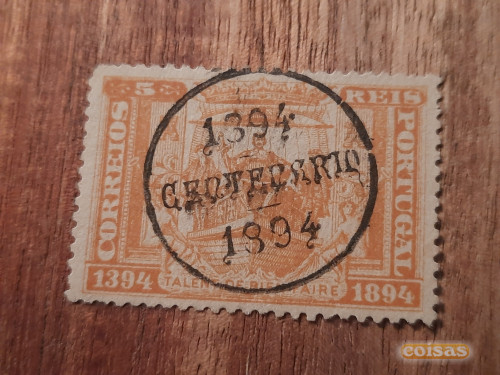 5 REIS
CORREIOS
PORTUGAL
1394
CENTENARIO
1894
TALENT DE BIEN FAIRE
1394 1894
coisas